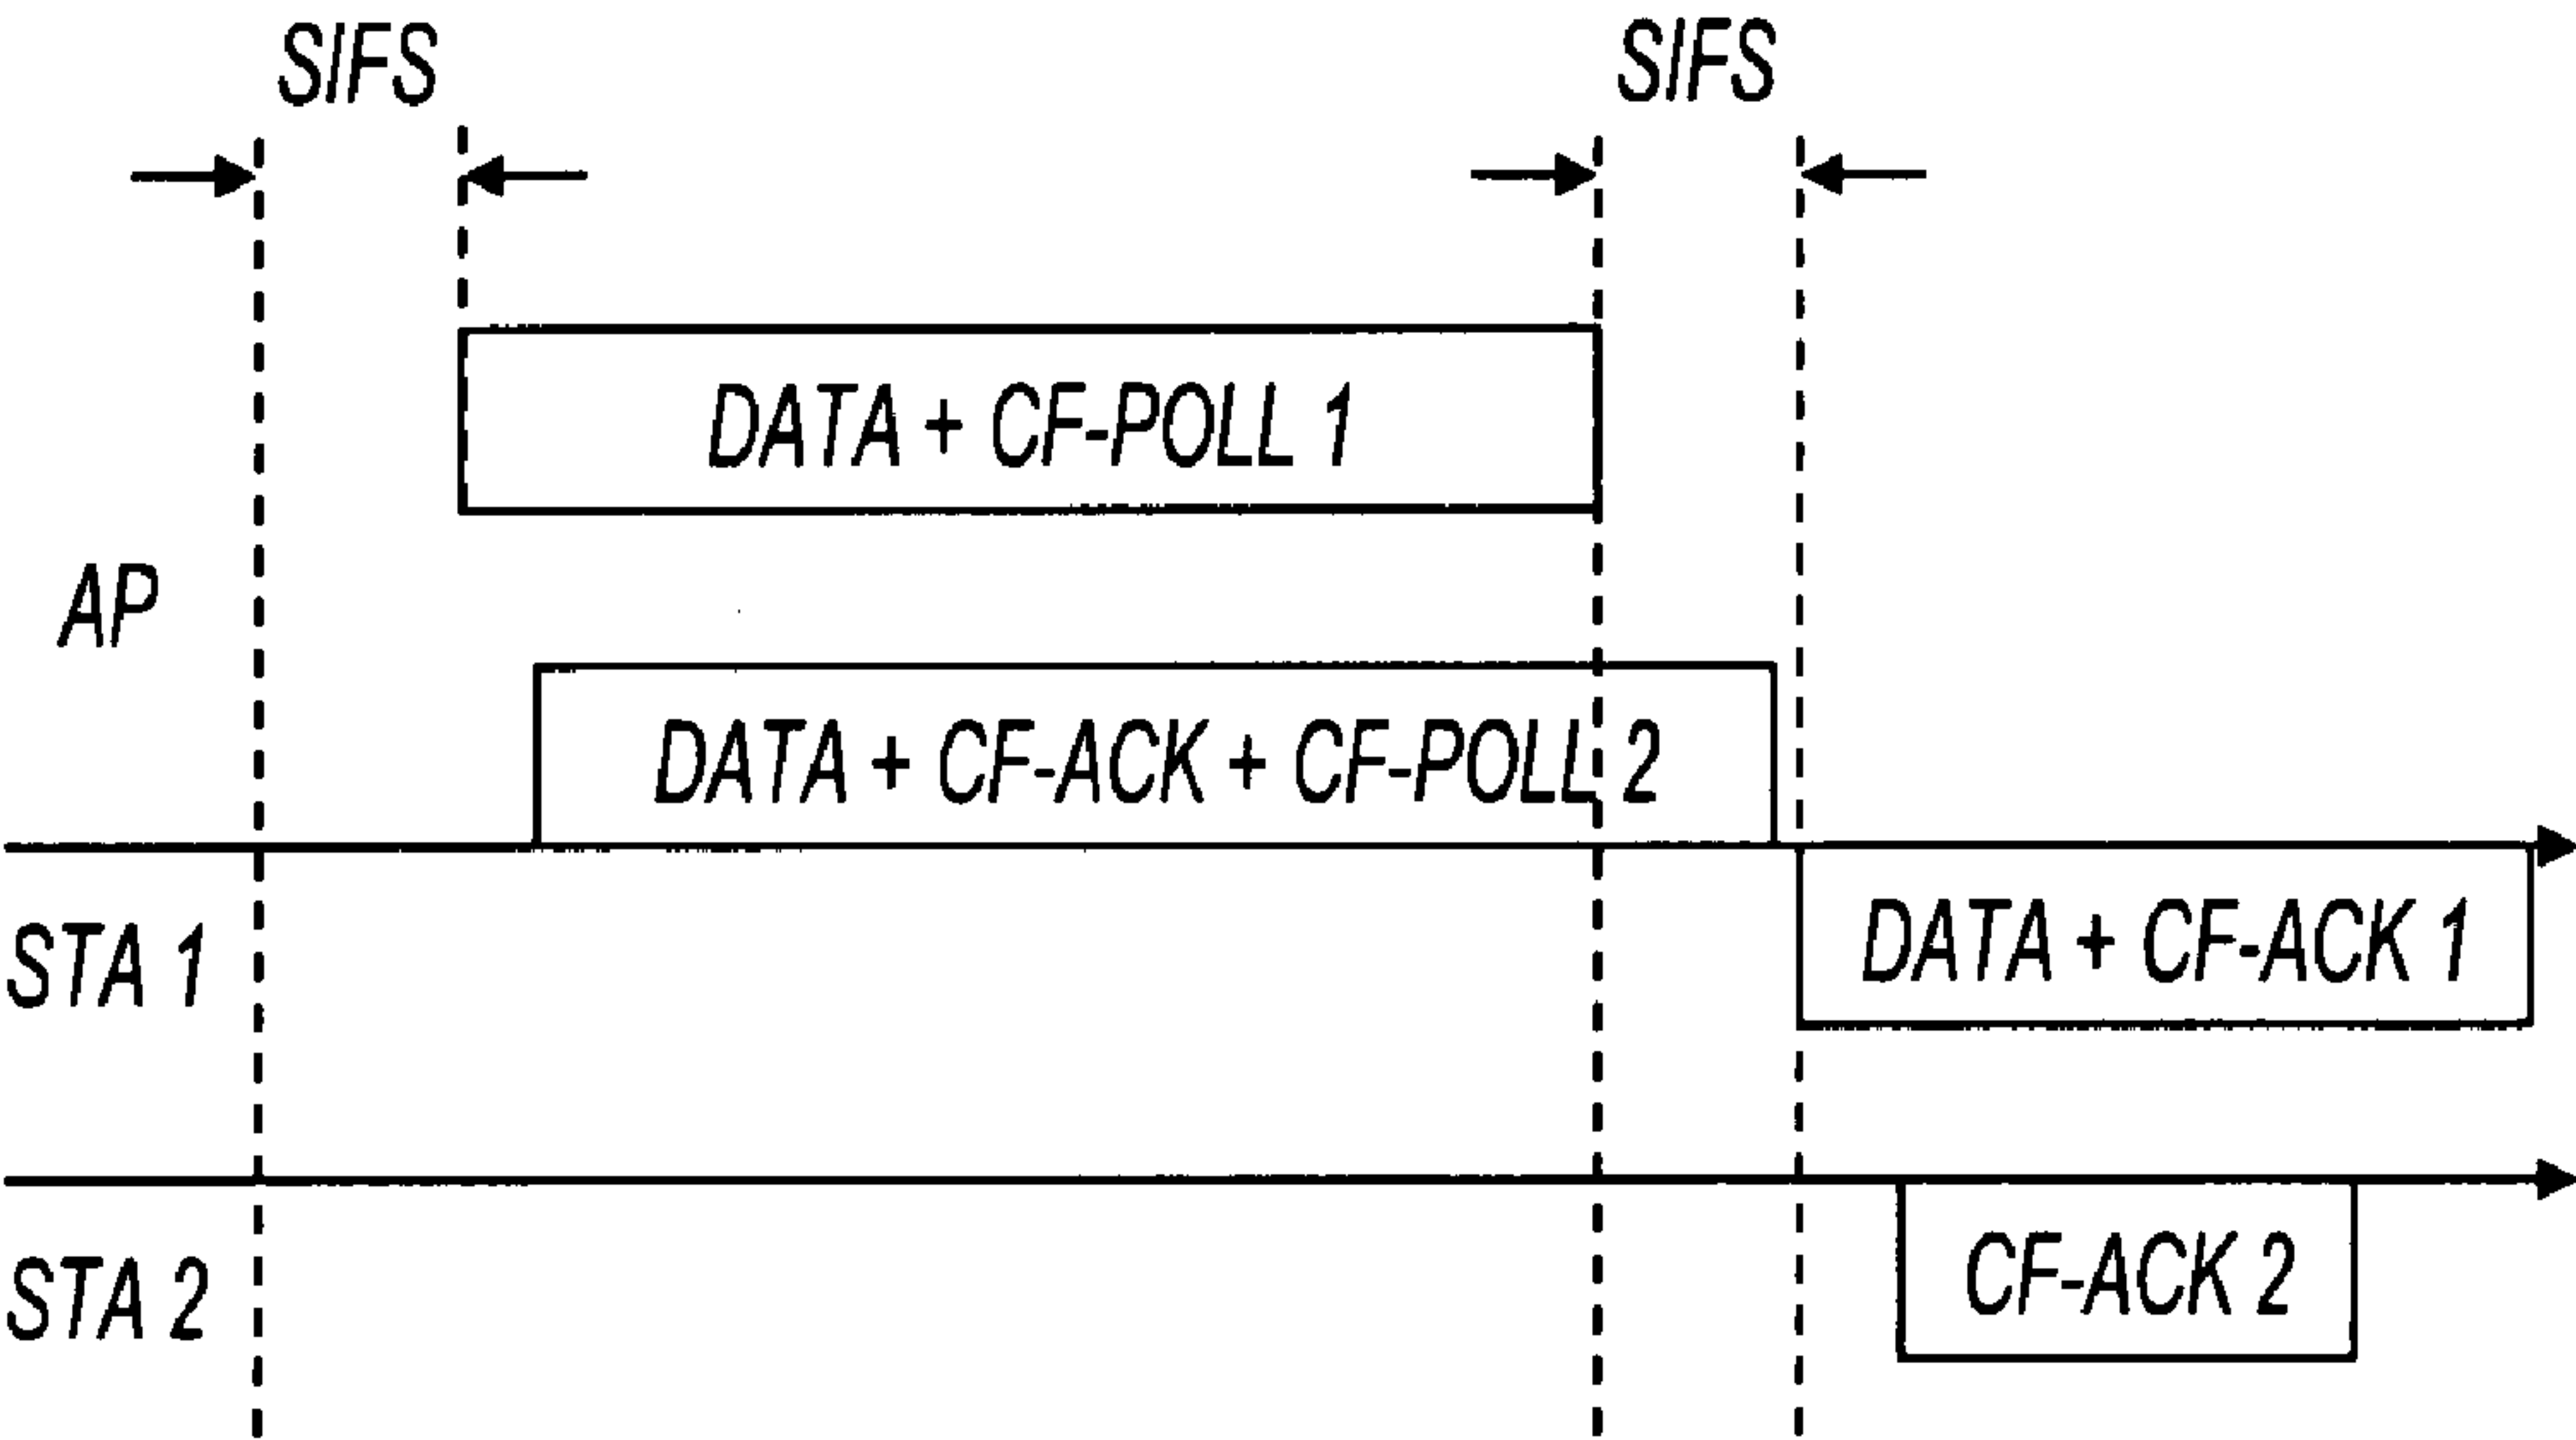 SIFS
SIFS
DATA + CF-POLL 1
AP
DATA + CF-ACK + CF-POLL 2
STA 1
DATA + CF-ACK 1
STA 2
CF-ACK 2